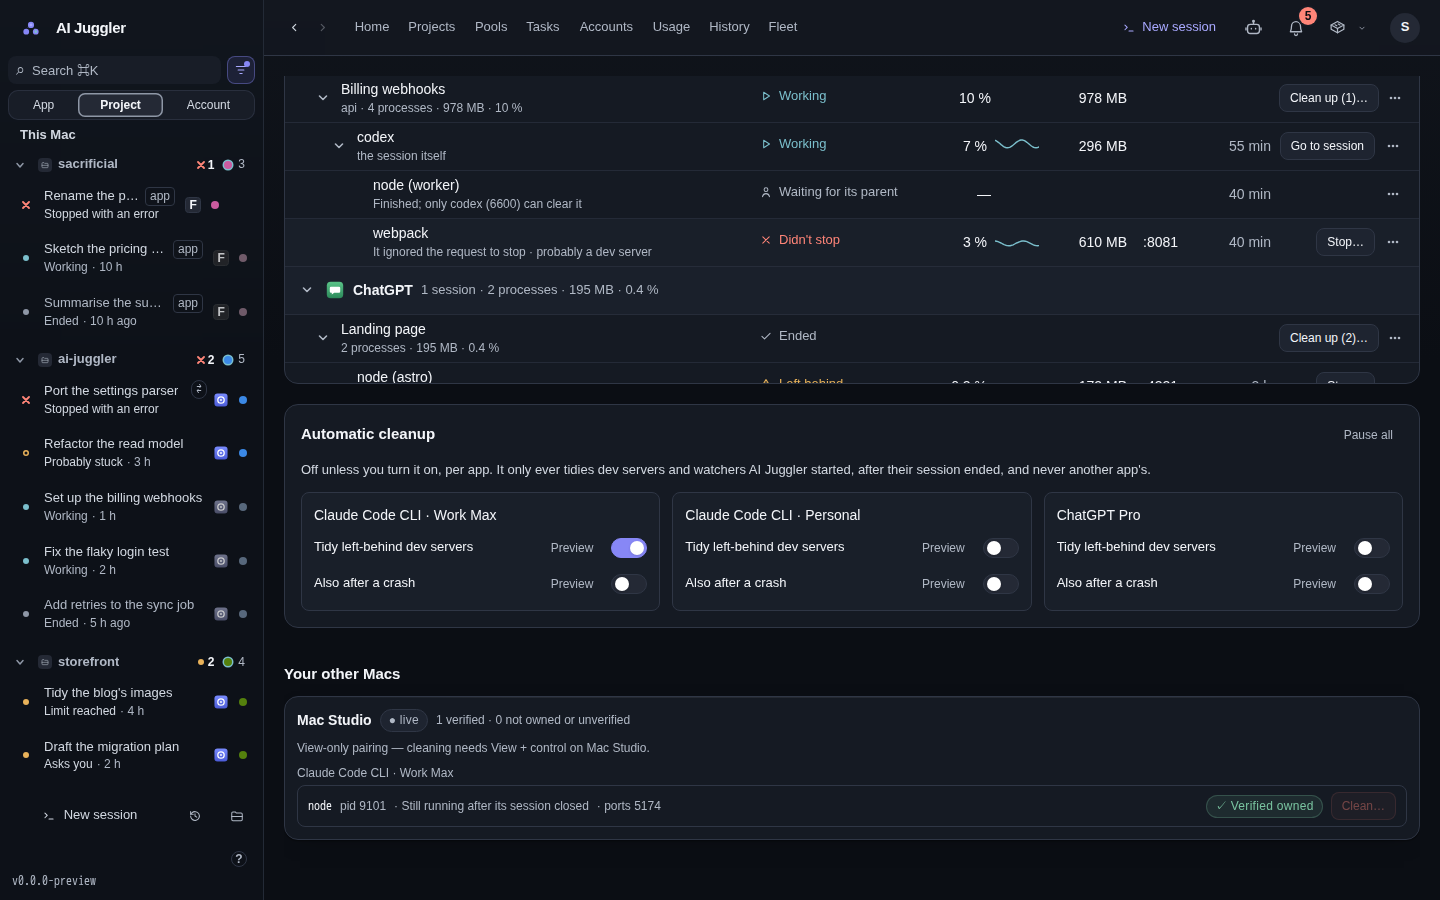 AI Juggler
Home Projects Pools Tasks Accounts Usage History Fleet
New session
5
S
Search ⌘K
App Project Account
This Mac
sacrificial 1 3
Rename the p… app F
Stopped with an error
Sketch the pricing … app F
Working · 10 h
Summarise the su… app F
Ended · 10 h ago
ai-juggler 2 5
Port the settings parser
Stopped with an error
Refactor the read model
Probably stuck · 3 h
Set up the billing webhooks
Working · 1 h
Fix the flaky login test
Working · 2 h
Add retries to the sync job
Ended · 5 h ago
storefront 2 4
Tidy the blog's images
Limit reached · 4 h
Draft the migration plan
Asks you · 2 h
New session
?
v0.0.0-preview
Billing webhooks Working 10 % 978 MB Clean up (1)…
api · 4 processes · 978 MB · 10 %
codex Working 7 % 296 MB 55 min Go to session
the session itself
node (worker) Waiting for its parent — 40 min
Finished; only codex (6600) can clear it
webpack Didn't stop 3 % 610 MB :8081 40 min Stop…
It ignored the request to stop · probably a dev server
ChatGPT 1 session · 2 processes · 195 MB · 0.4 %
Landing page Ended Clean up (2)…
2 processes · 195 MB · 0.4 %
node (astro) Left behind
Automatic cleanup Pause all
Off unless you turn it on, per app. It only ever tidies dev servers and watchers AI Juggler started, after their session ended, and never another app's.
Claude Code CLI · Work Max
Tidy left-behind dev servers Preview
Also after a crash Preview
Claude Code CLI · Personal
Tidy left-behind dev servers Preview
Also after a crash Preview
ChatGPT Pro
Tidy left-behind dev servers Preview
Also after a crash Preview
Your other Macs
Mac Studio live 1 verified · 0 not owned or unverified
View-only pairing — cleaning needs View + control on Mac Studio.
Claude Code CLI · Work Max
node pid 9101 · Still running after its session closed · ports 5174 ✓ Verified owned Clean…